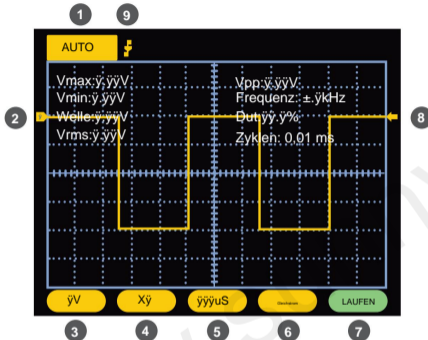 1 9
AUTO
Vmax:ÿ.ÿÿV Vpp:ÿ.ÿÿV
Vmin:ÿ.ÿÿV Frequenz: ±.ÿkHz
2 Welle:ÿ.ÿÿV Dut:ÿÿ.ÿ% 8
Vrms:ÿ.ÿÿV Zyklen: 0,01 ms
ÿV Xÿ ÿÿÿuS LAUFEN
3 4 5 6 7